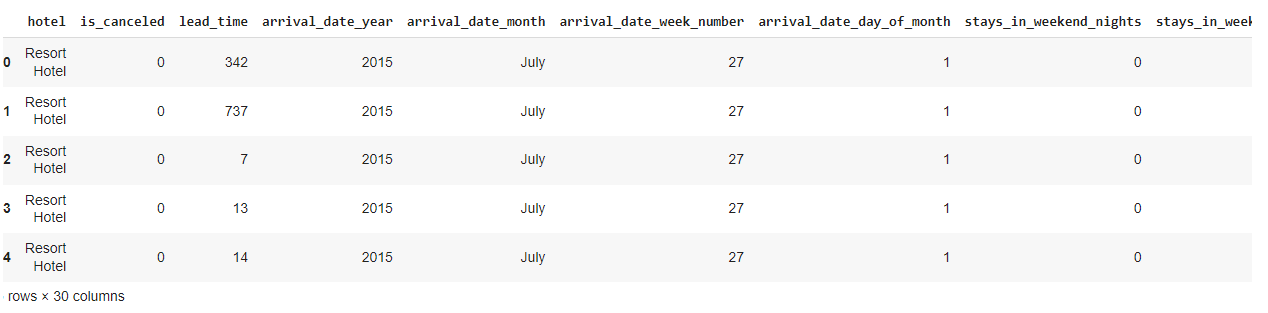 hotel is_canceled lead_time arrival_date_year arrival_date_month arrival_date_week_number arrival_date_day_of_month stays_in_weekend_nights stays_in_week
0 Resort Hotel 0 342 2015 July 27 1 0
1 Resort Hotel 0 737 2015 July 27 1 0
2 Resort Hotel 0 7 2015 July 27 1 0
3 Resort Hotel 0 13 2015 July 27 1 0
4 Resort Hotel 0 14 2015 July 27 1 0
rows × 30 columns